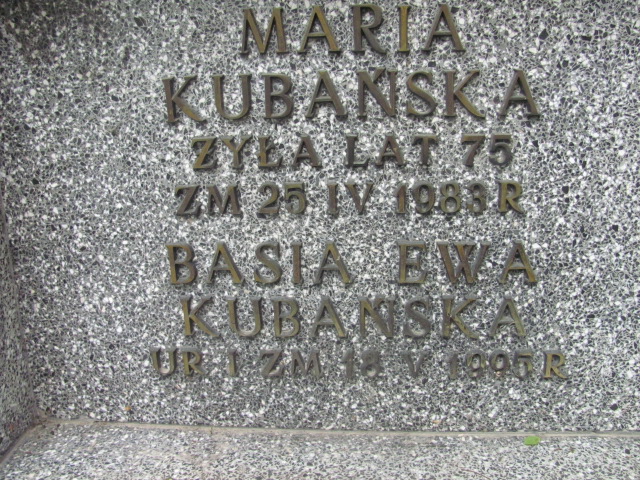 MARIA
KUBAŃSKA
ŻYŁA LAT 75
ZM 25 IV 1983 R
BASIA EWA
KUBAŃSKA
UR I ZM 18 V 1995 R